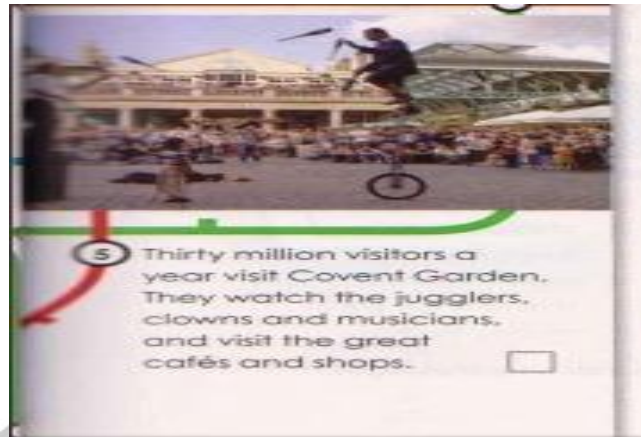 5 Thirty million visitors a
year visit Covent Garden.
They watch the jugglers,
clowns and musicians,
and visit the great
cafés and shops.